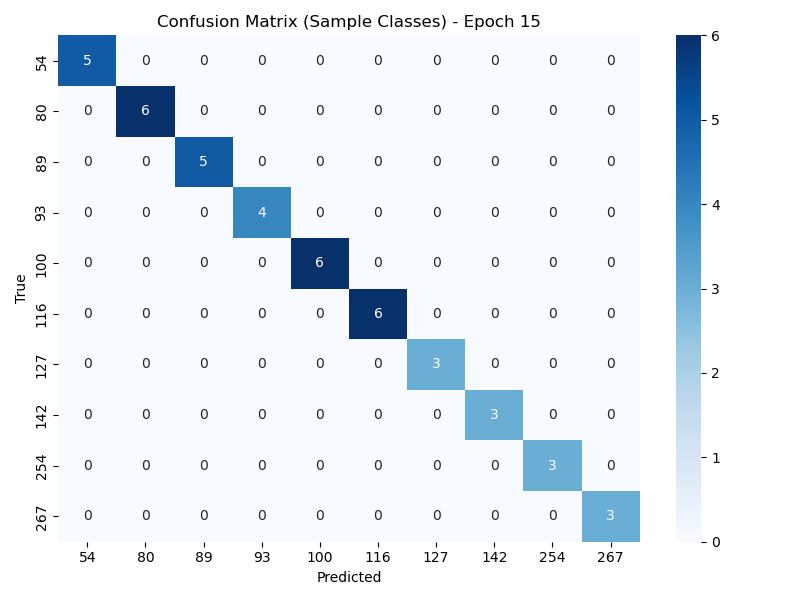 Confusion Matrix (Sample Classes) - Epoch 15
54 5 0 0 0 0 0 0 0 0 0
80 0 6 0 0 0 0 0 0 0 0
89 0 0 5 0 0 0 0 0 0 0
93 0 0 0 4 0 0 0 0 0 0
100 0 0 0 0 6 0 0 0 0 0
116 0 0 0 0 0 6 0 0 0 0
127 0 0 0 0 0 0 3 0 0 0
142 0 0 0 0 0 0 0 3 0 0
254 0 0 0 0 0 0 0 0 3 0
267 0 0 0 0 0 0 0 0 0 3
54 80 89 93 100 116 127 142 254 267
Predicted
True
6
5
4
3
2
1
0